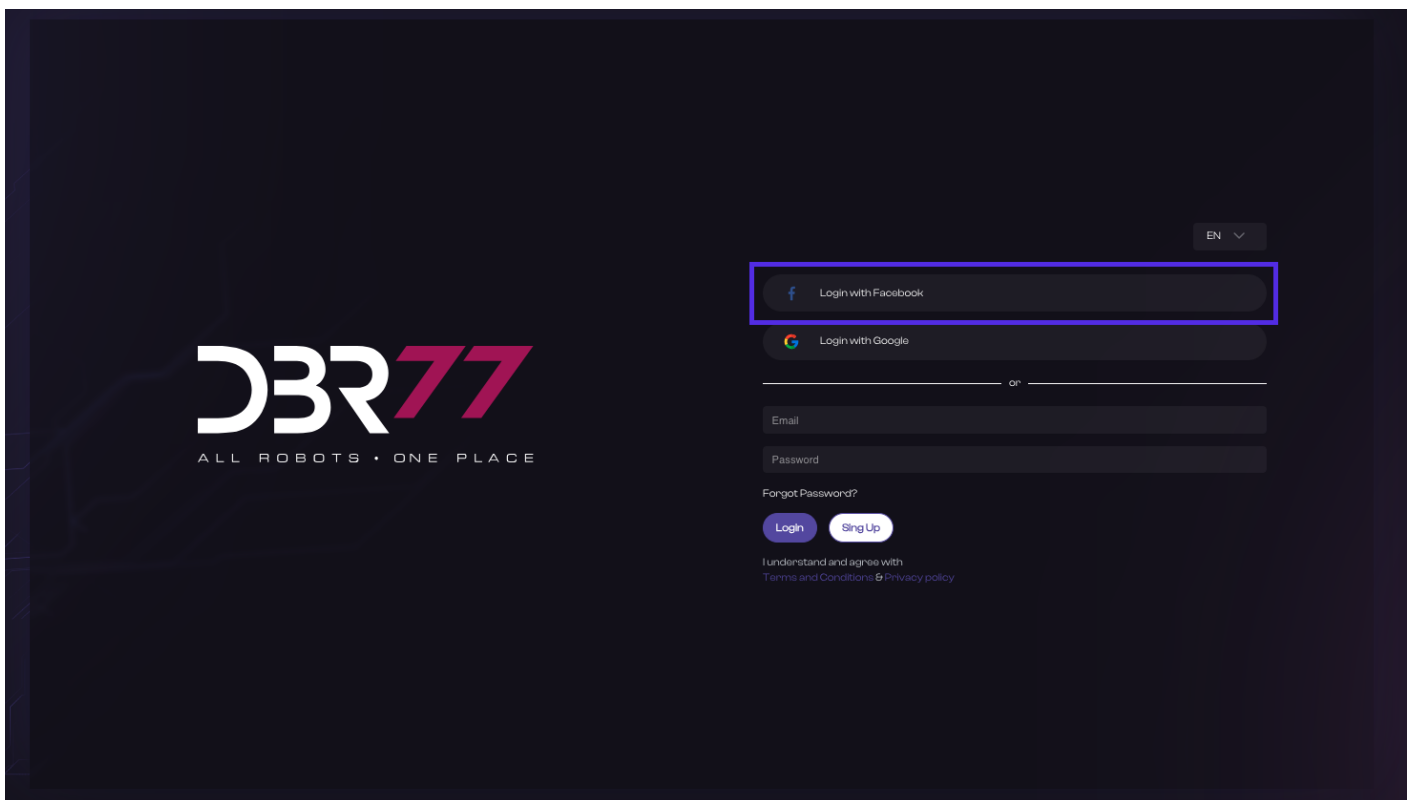 EN
Login with Facebook
Login with Google
DBR77
ALL ROBOTS • ONE PLACE
or
Email
Password
Forgot Password?
Login
Sing Up
I understand and agree with
Terms and Conditions & Privacy policy